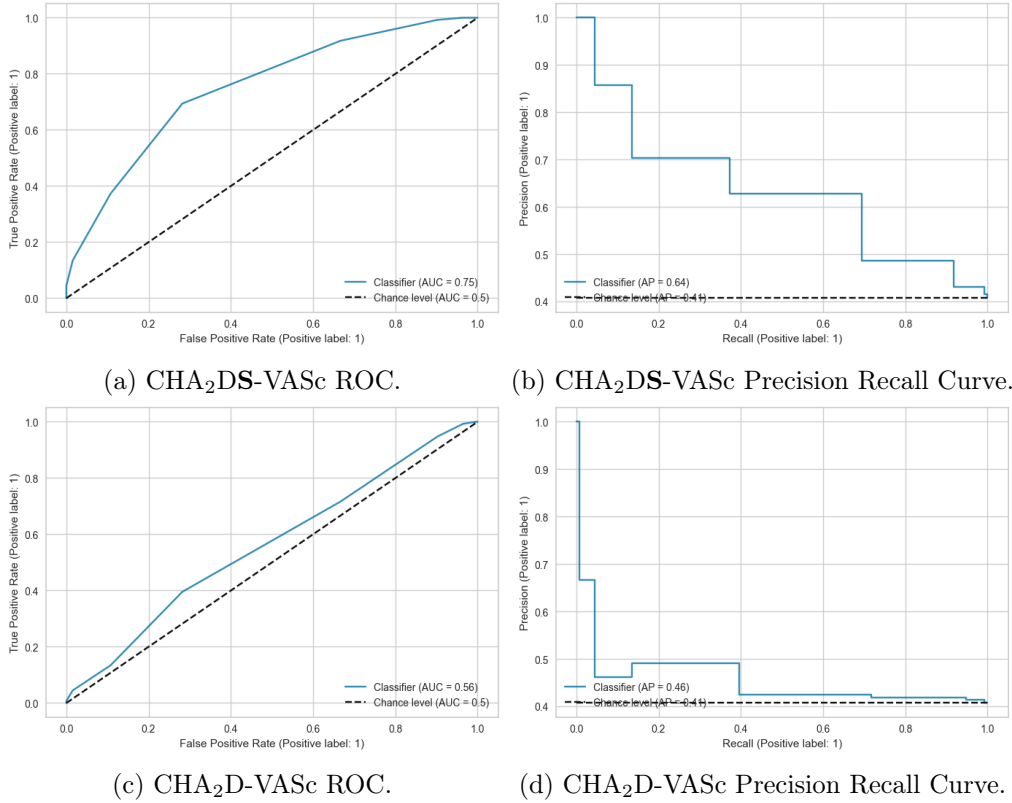 1.0
0.8
0.6
0.4
0.2
0.0
True Positive Rate (Positive label: 1)
Classifier (AUC = 0.75)
Chance level (AUC = 0.5)
0.0 0.2 0.4 0.6 0.8 1.0
False Positive Rate (Positive label: 1)
(a) CHA₂DS-VASc ROC.
1.0
0.9
0.8
0.7
0.6
0.5
0.4
Precision (Positive label: 1)
Classifier (AP = 0.64)
Chance level (AP = 0.41)
0.0 0.2 0.4 0.6 0.8 1.0
Recall (Positive label: 1)
(b) CHA₂DS-VASc Precision Recall Curve.
1.0
0.8
0.6
0.4
0.2
0.0
True Positive Rate (Positive label: 1)
Classifier (AUC = 0.56)
Chance level (AUC = 0.5)
0.0 0.2 0.4 0.6 0.8 1.0
False Positive Rate (Positive label: 1)
(c) CHA₂D-VASc ROC.
1.0
0.9
0.8
0.7
0.6
0.5
0.4
Precision (Positive label: 1)
Classifier (AP = 0.46)
Chance level (AP = 0.41)
0.0 0.2 0.4 0.6 0.8 1.0
Recall (Positive label: 1)
(d) CHA₂D-VASc Precision Recall Curve.